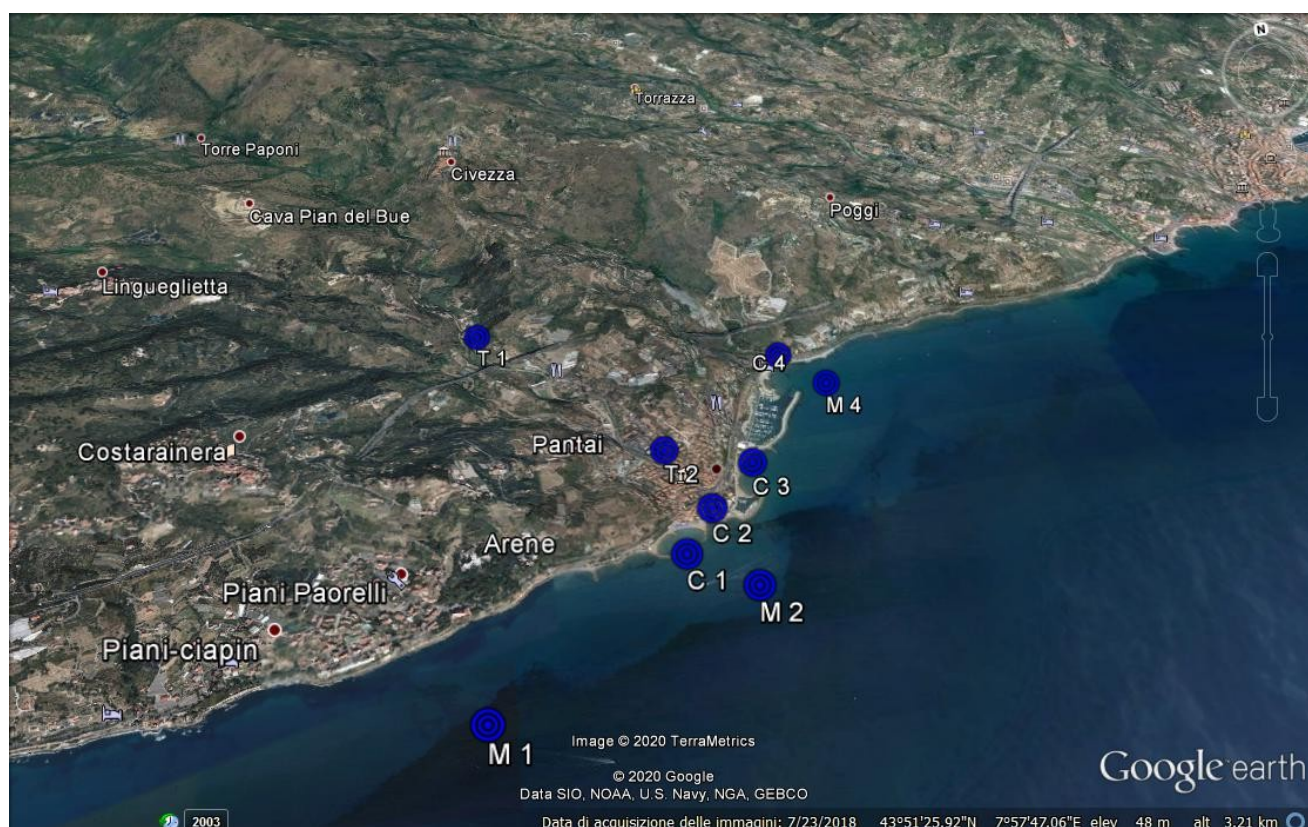 N
Torrazza
Torre Paponi
Civezza
Cava Pian del Bue
Poggi
Lingueglietta
T 1
C 4
M 4
Costarainera
Pantai
T 2
C 3
C 2
Arene
C 1
Piani Paorelli
M 2
Piani-ciapin
M 1
Image © 2020 TerraMetrics
© 2020 Google
Data SIO, NOAA, U.S. Navy, NGA, GEBCO
Google earth
2003
Data di acquisizione delle immagini: 7/23/2018 43°51'25.92"N 7°57'47.06"E elev 48 m alt 3.21 km